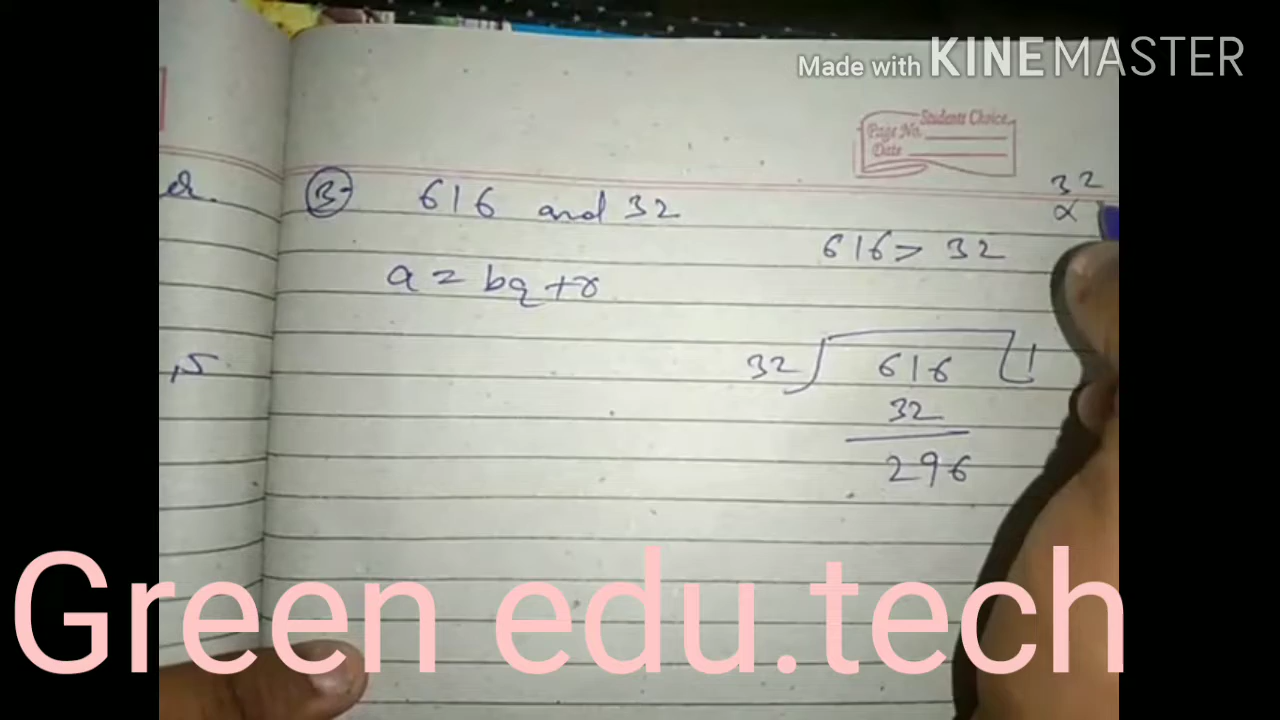 Made with KINEMASTER
Students Choice
Page No.
Date
er.
3 616 and 32
32
616 > 32
a = bq + r
32 616 1
32
296
Green edu.tech